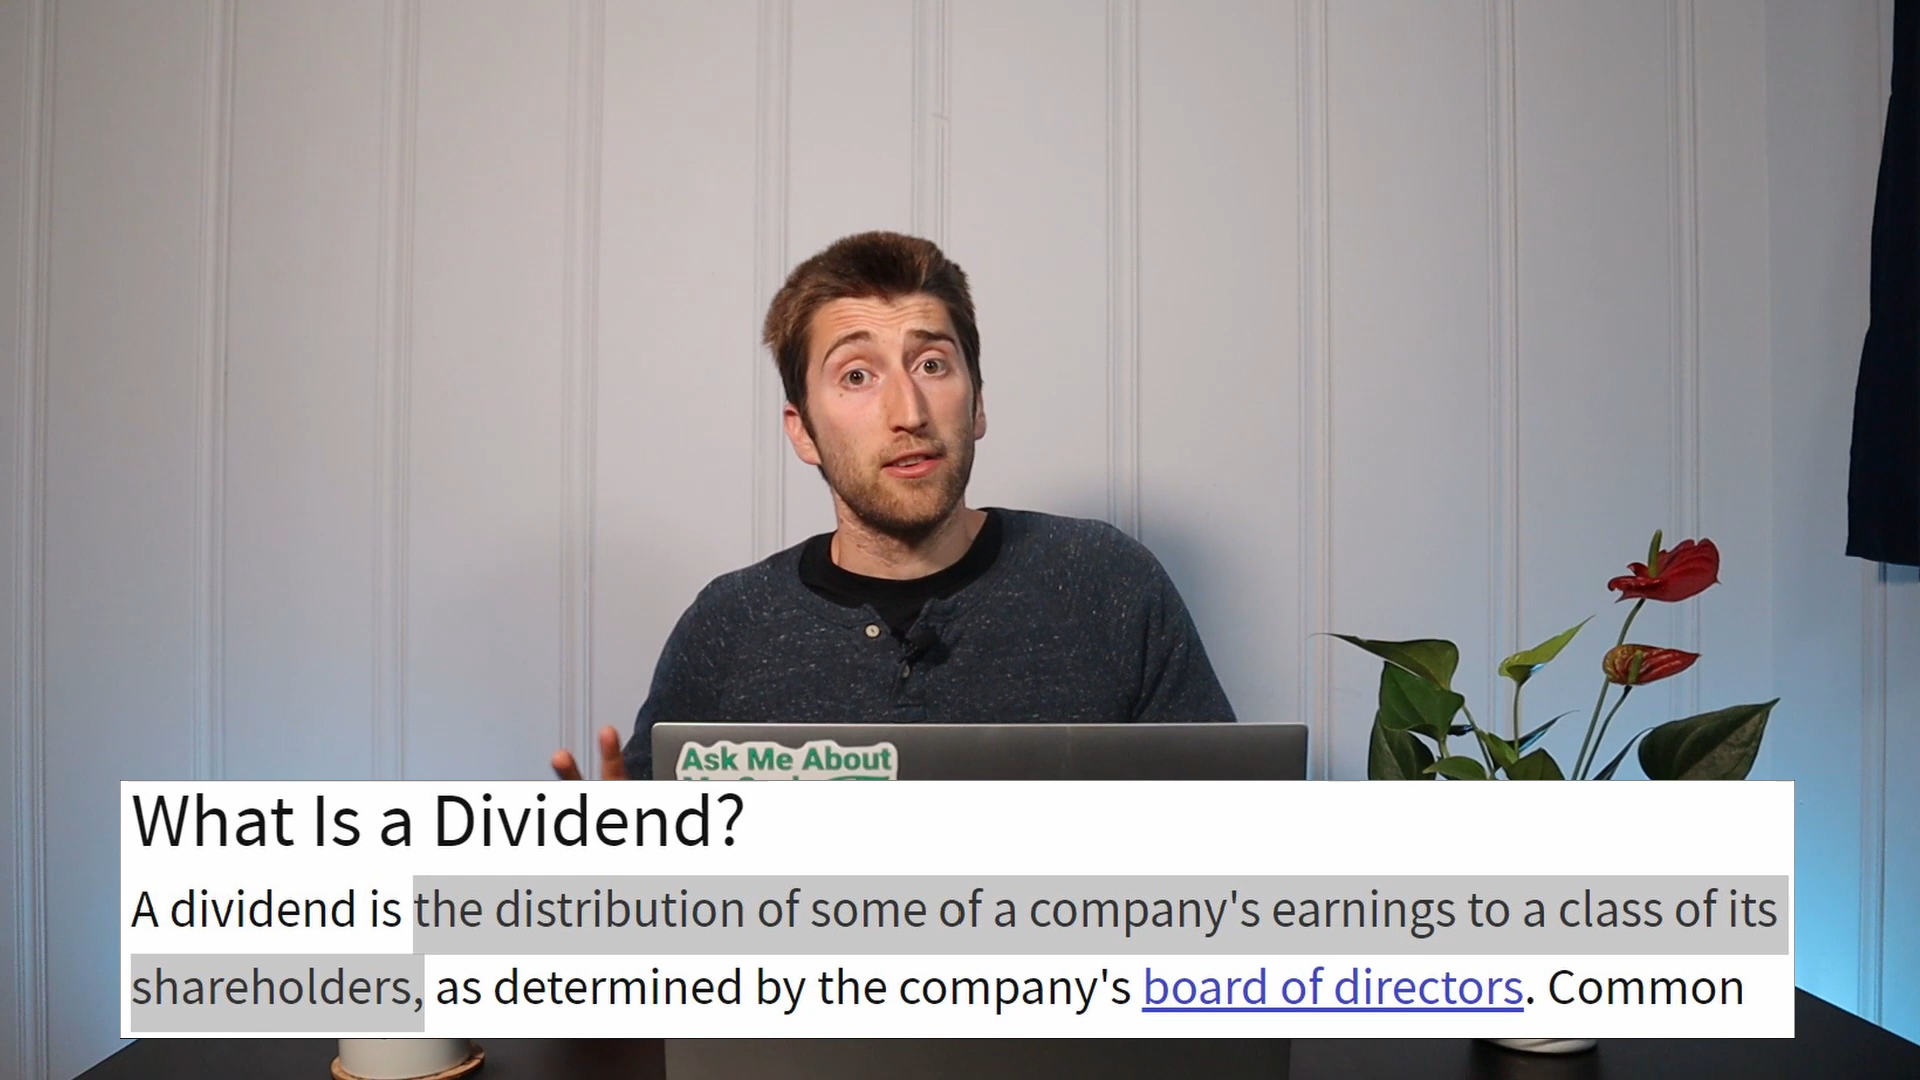 Ask Me About
What Is a Dividend?
A dividend is the distribution of some of a company's earnings to a class of its
shareholders, as determined by the company's board of directors. Common